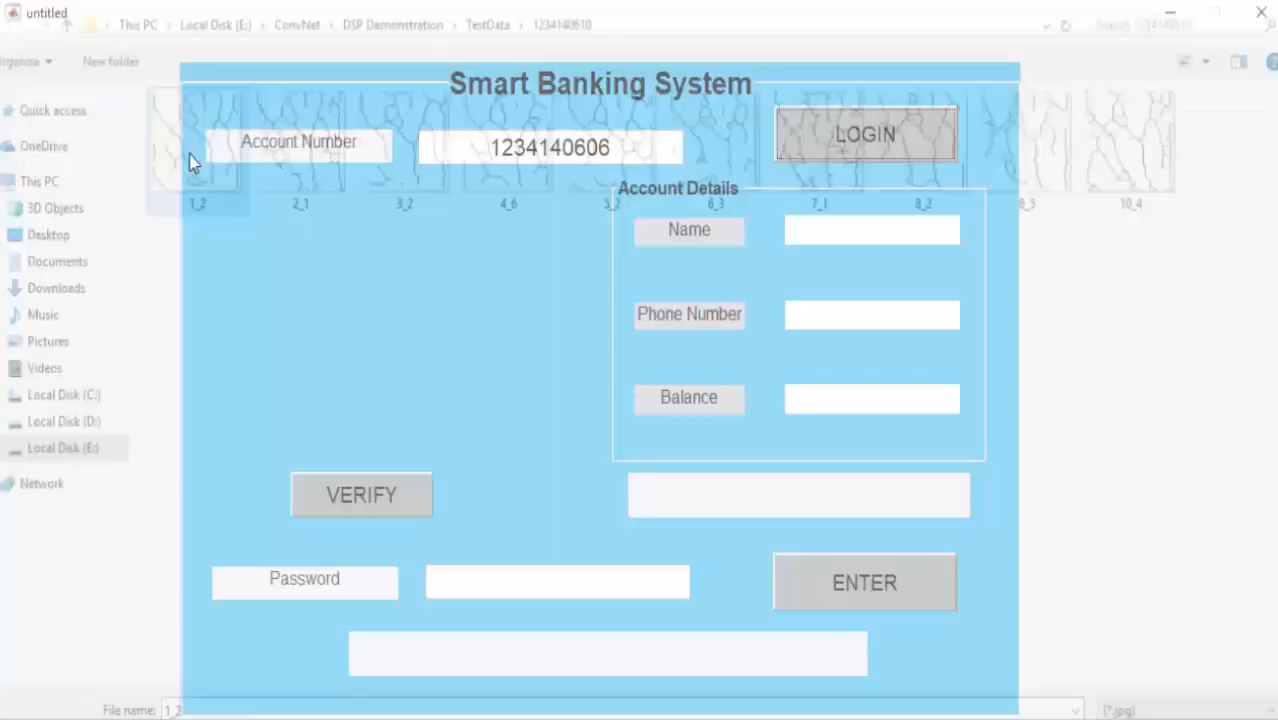 untitled
This PC > Local Disk (E:) > ConvNet > DSP Demonstration > TestData > 1234140610
Search 1234140610
Organise New folder
Smart Banking System
Quick access
OneDrive
This PC
3D Objects
Desktop
Documents
Downloads
Music
Pictures
Videos
Local Disk (C:)
Local Disk (D:)
Local Disk (E:)
Network
Account Number 1234140606 LOGIN
1_2 2_1 3_2 4_6 5_2 6_3 7_1 8_2 10_4
Account Details
Name
Phone Number
Balance
VERIFY
Password ENTER
File name: 1_2 (*.jpg)